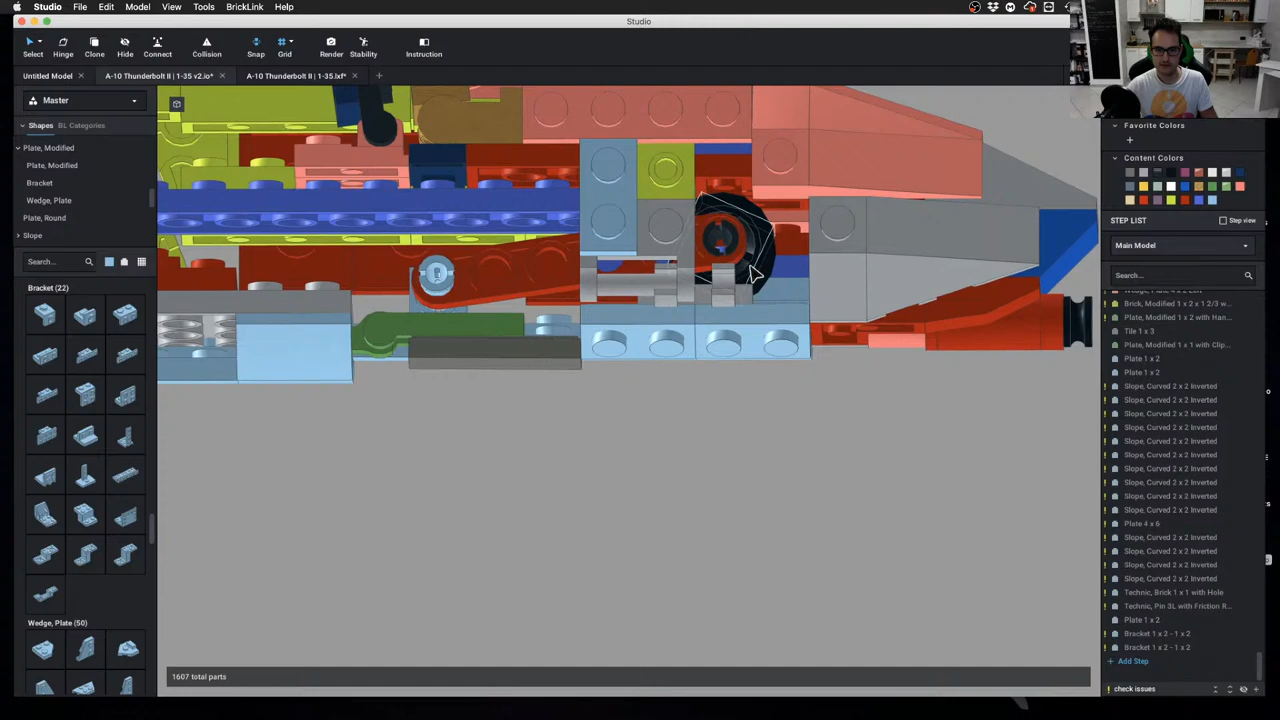 Studio File Edit Model View Tools BrickLink Help
Studio
Select Hinge Clone Hide Connect Collision Snap Grid Render Stability Instruction
Untitled Model A-10 Thunderbolt II | 1-35 v2.io* A-10 Thunderbolt II | 1-35.lxf*
Master
Shapes BL Categories
Plate, Modified
Plate, Modified
Bracket
Wedge, Plate
Plate, Round
Slope
Search...
Bracket (22)
Wedge, Plate (50)
1607 total parts
Favorite Colors
Content Colors
STEP LIST Step view
Main Model
Search...
Wedge, Plate 4 x 2 Left
Brick, Modified 1 x 2 x 1 2/3 w...
Plate, Modified 1 x 2 with Han...
Tile 1 x 3
Plate, Modified 1 x 1 with Clip...
Plate 1 x 2
Plate 1 x 2
Slope, Curved 2 x 2 Inverted
Slope, Curved 2 x 2 Inverted
Slope, Curved 2 x 2 Inverted
Slope, Curved 2 x 2 Inverted
Slope, Curved 2 x 2 Inverted
Slope, Curved 2 x 2 Inverted
Slope, Curved 2 x 2 Inverted
Slope, Curved 2 x 2 Inverted
Slope, Curved 2 x 2 Inverted
Slope, Curved 2 x 2 Inverted
Plate 4 x 6
Slope, Curved 2 x 2 Inverted
Slope, Curved 2 x 2 Inverted
Slope, Curved 2 x 2 Inverted
Slope, Curved 2 x 2 Inverted
Technic, Brick 1 x 1 with Hole
Technic, Pin 3L with Friction R...
Plate 1 x 2
Bracket 1 x 2 - 1 x 2
Bracket 1 x 2 - 1 x 2
+ Add Step
! check issues